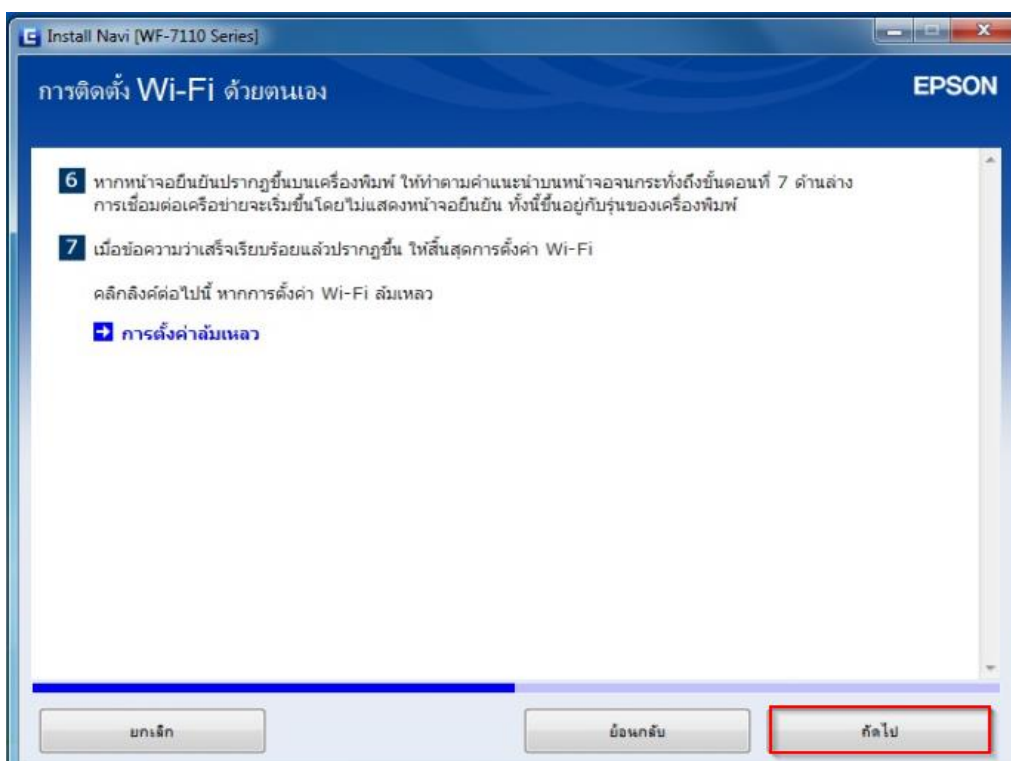 Install Navi [WF-7110 Series]
การติดตั้ง Wi-Fi ด้วยตนเอง
EPSON
6 หากหน้าจอยืนยันปรากฏขึ้นบนเครื่องพิมพ์ ให้ทำตามคำแนะนำบนหน้าจอจนกระทั่งถึงขั้นตอนที่ 7 ด้านล่าง
การเชื่อมต่อเครือข่ายจะเริ่มขึ้นโดยไม่แสดงหน้าจอยืนยัน ทั้งนี้ขึ้นอยู่กับรุ่นของเครื่องพิมพ์
7 เมื่อข้อความว่าเสร็จเรียบร้อยแล้วปรากฏขึ้น ให้สิ้นสุดการตั้งค่า Wi-Fi
คลิกลิงค์ต่อไปนี้ หากการตั้งค่า Wi-Fi ล้มเหลว
การตั้งค่าล้มเหลว
ยกเลิก
ย้อนกลับ
ถัดไป